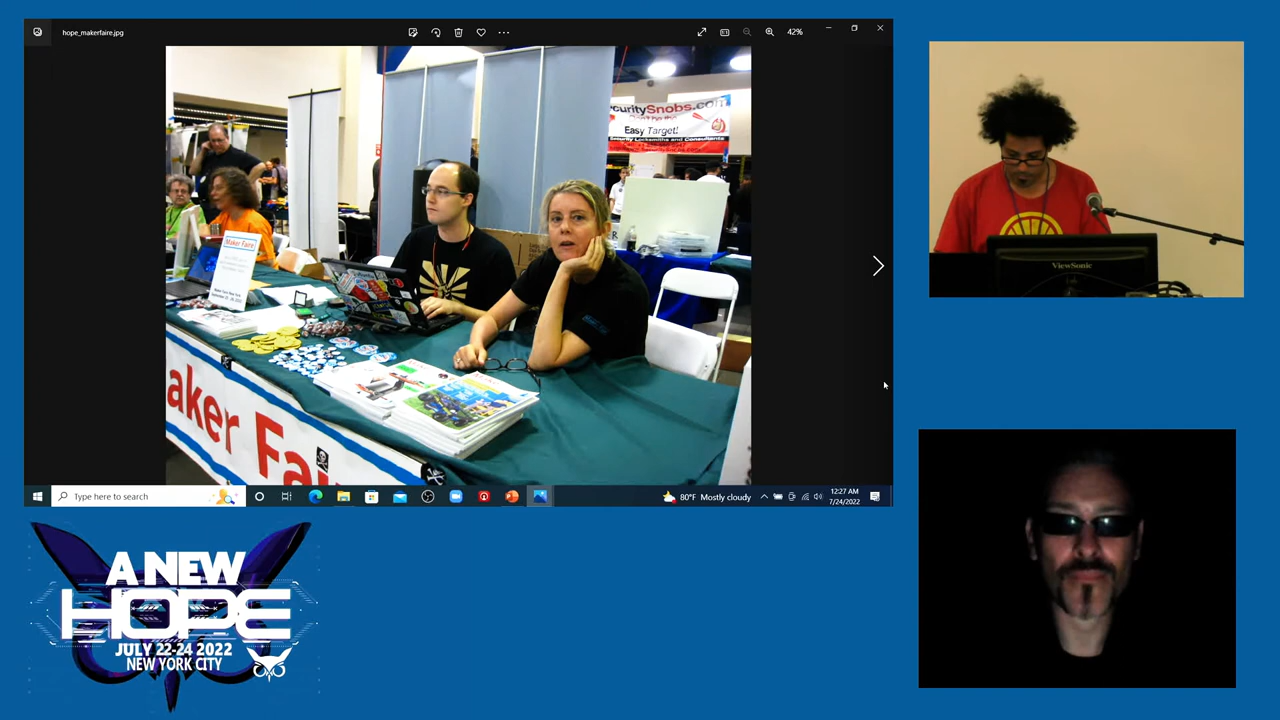 hope_makerfaire.jpg
42%
curitySnobs.com
Easy Target!
Security Locksmiths and Consultants
Maker Faire
aker Fai
Type here to search
80°F Mostly cloudy
12:27 AM
7/24/2022
ViewSonic
A NEW
HOPE
JULY 22-24 2022
NEW YORK CITY